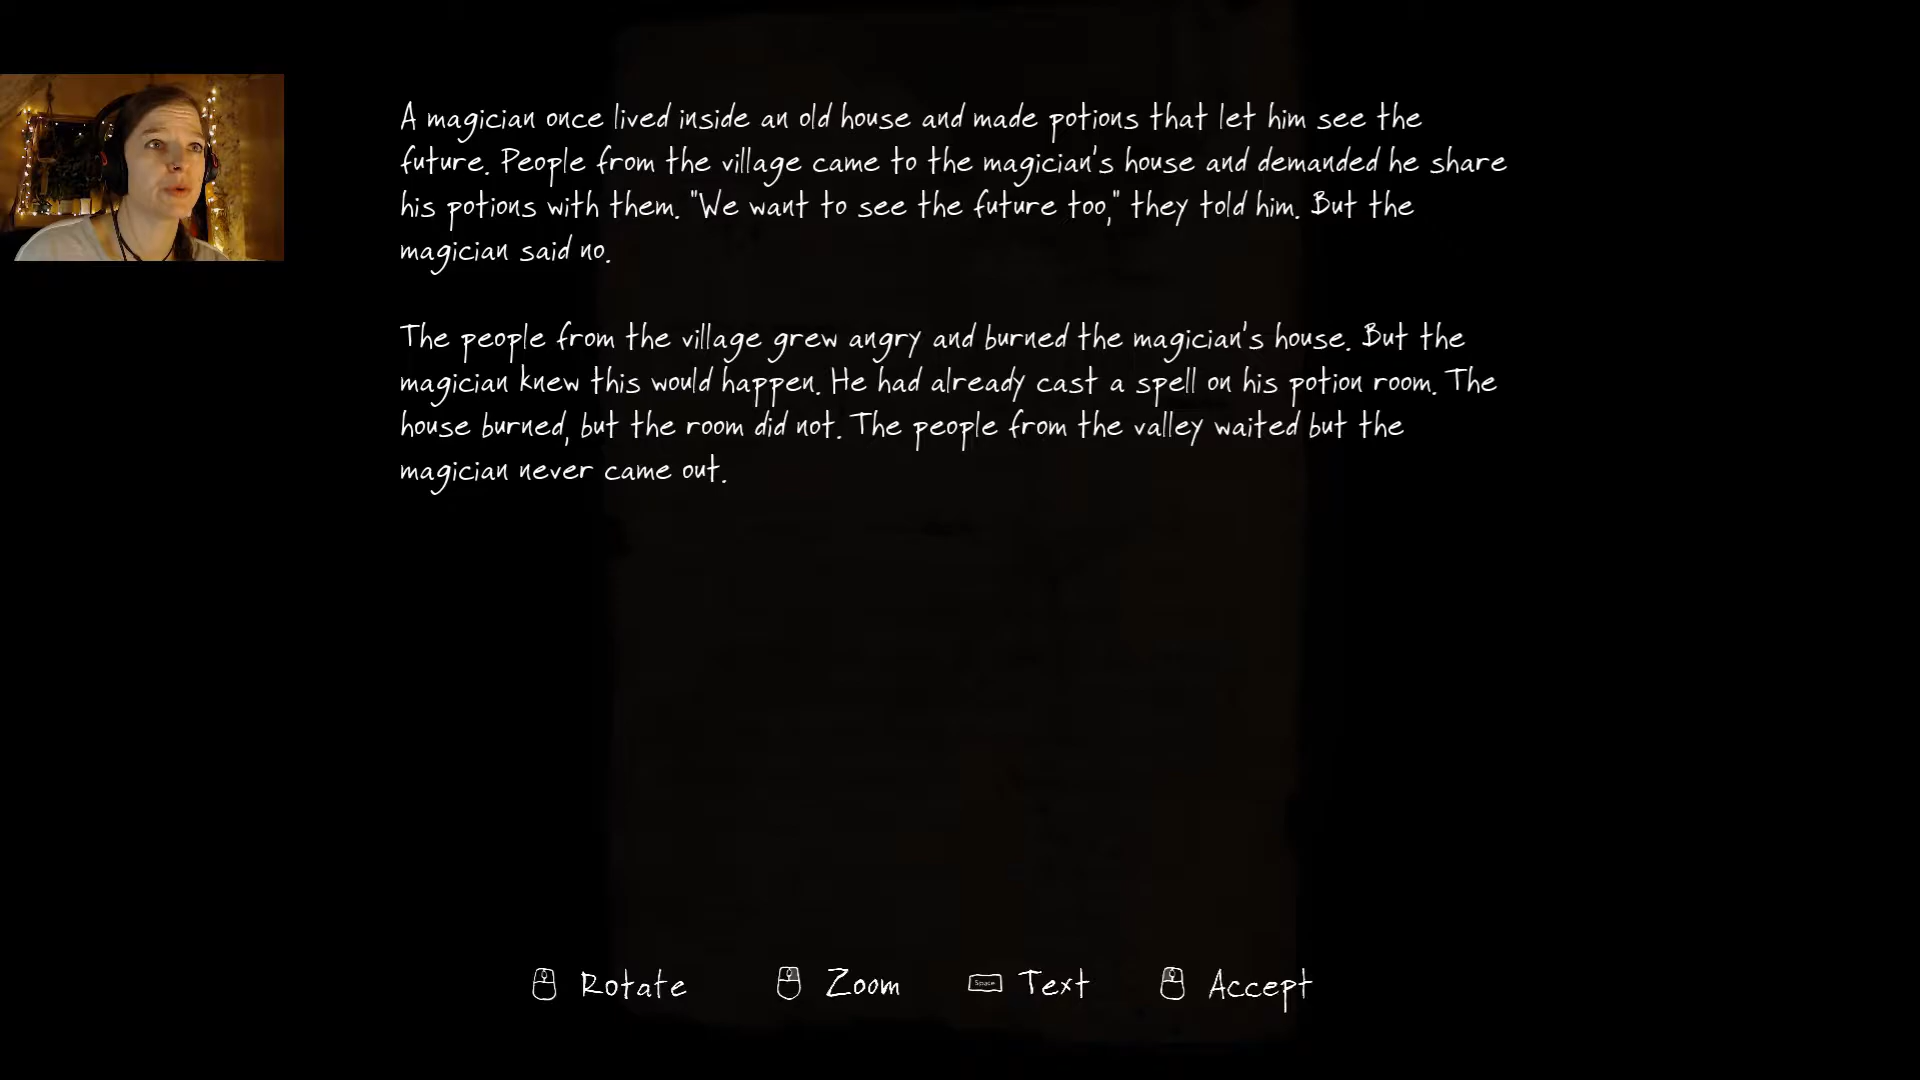 A magician once lived inside an old house and made potions that let him see the
future. People from the village came to the magician's house and demanded he share
his potions with them. "We want to see the future too," they told him. But the
magician said no.
The people from the village grew angry and burned the magician's house. But the
magician knew this would happen. He had already cast a spell on his potion room. The
house burned, but the room did not. The people from the valley waited but the
magician never came out.
Rotate Zoom Space Text Accept